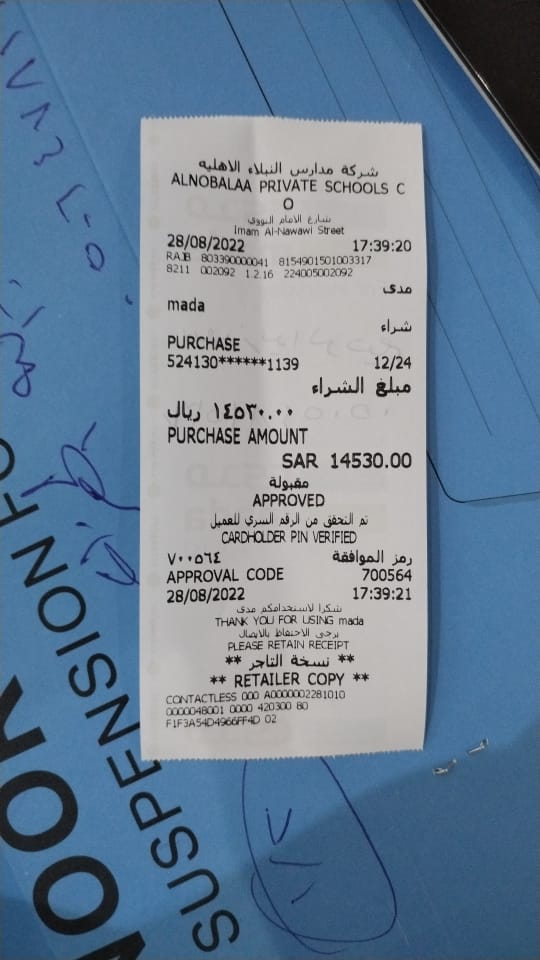 شركة مدارس النبلاء الاهليه
ALNOBALAA PRIVATE SCHOOLS C
O
شارع الامام النووي
Imam Al-Nawawi Street
28/08/2022 17:39:20
RAJB 803390000041 8154901501003317
8211 002092 1.2.16 224005002092
مدى
mada
شراء
PURCHASE
524130******1139 12/24
مبلغ الشراء
١٤٥٣٠.٠٠ ريال
PURCHASE AMOUNT
SAR 14530.00
مقبولة
APPROVED
تم التحقق من الرقم السري للعميل
CARDHOLDER PIN VERIFIED
رمز الموافقة ٧٠٠٥٦٤
APPROVAL CODE 700564
28/08/2022 17:39:21
شكرا لاستخدامكم مدى
THANK YOU FOR USING mada
يرجى الاحتفاظ بالايصال
PLEASE RETAIN RECEIPT
** نسخة التاجر **
** RETAILER COPY **
CONTACTLESS 000 A0000002281010
0000048001 0000 420300 80
F1F3A54D4966FF4D 02
SUSPENSION